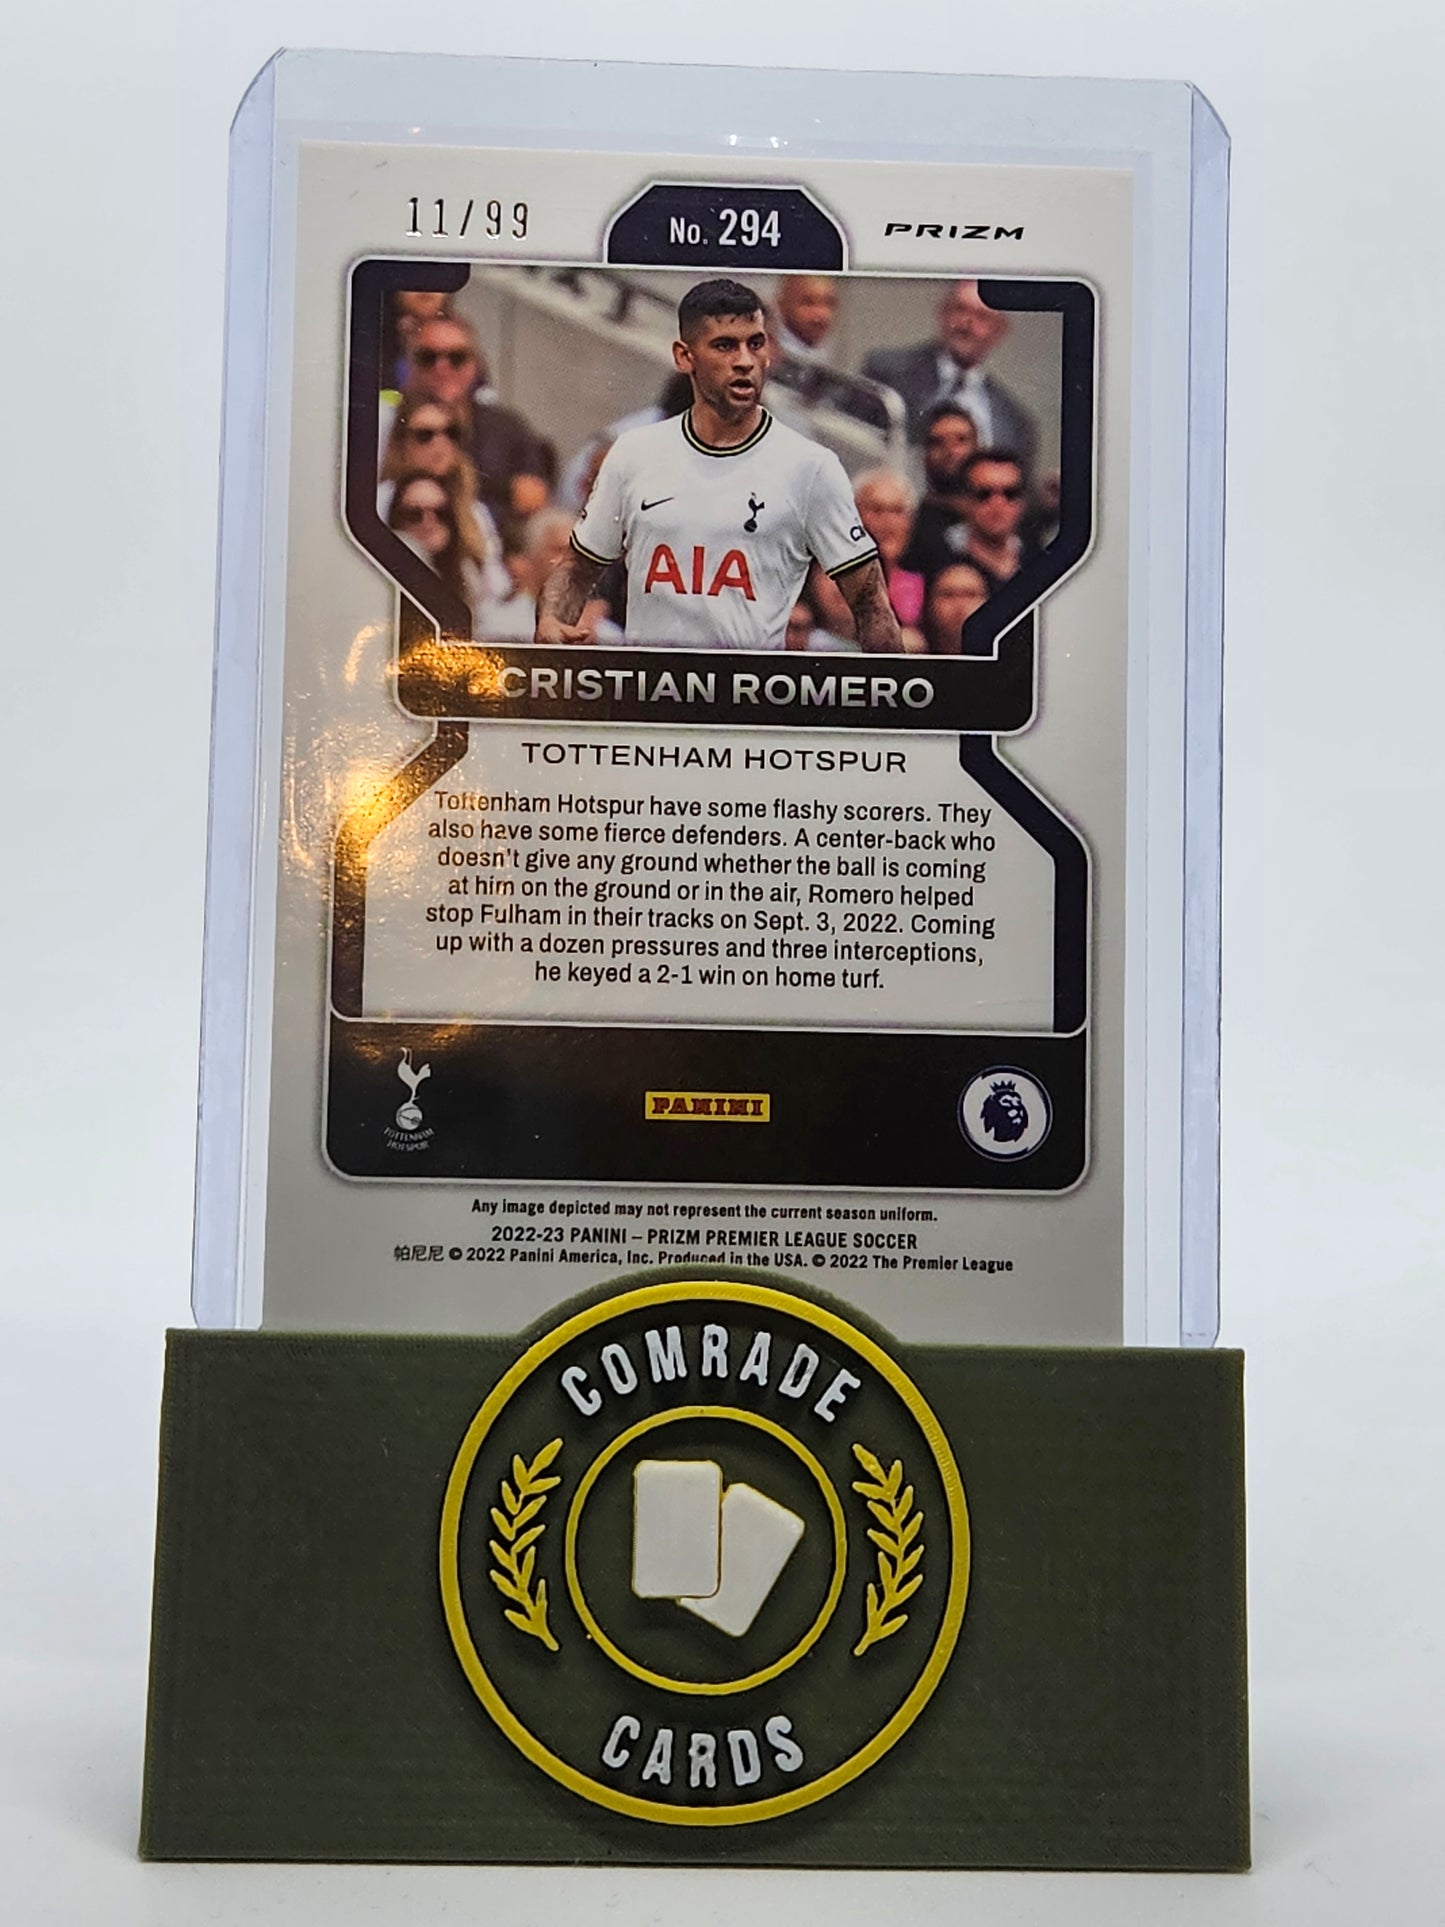 11/99
No. 294
PRIZM
AIA
CRISTIAN ROMERO
TOTTENHAM HOTSPUR
Tottenham Hotspur have some flashy scorers. They
also have some fierce defenders. A center-back who
doesn't give any ground whether the ball is coming
at him on the ground or in the air, Romero helped
stop Fulham in their tracks on Sept. 3, 2022. Coming
up with a dozen pressures and three interceptions,
he keyed a 2-1 win on home turf.
TOTTENHAM
HOTSPUR
PANINI
Any image depicted may not represent the current season uniform.
2022-23 PANINI – PRIZM PREMIER LEAGUE SOCCER
帕尼尼 © 2022 Panini America, Inc. Produced in the USA. © 2022 The Premier League
COMRADE
CARDS